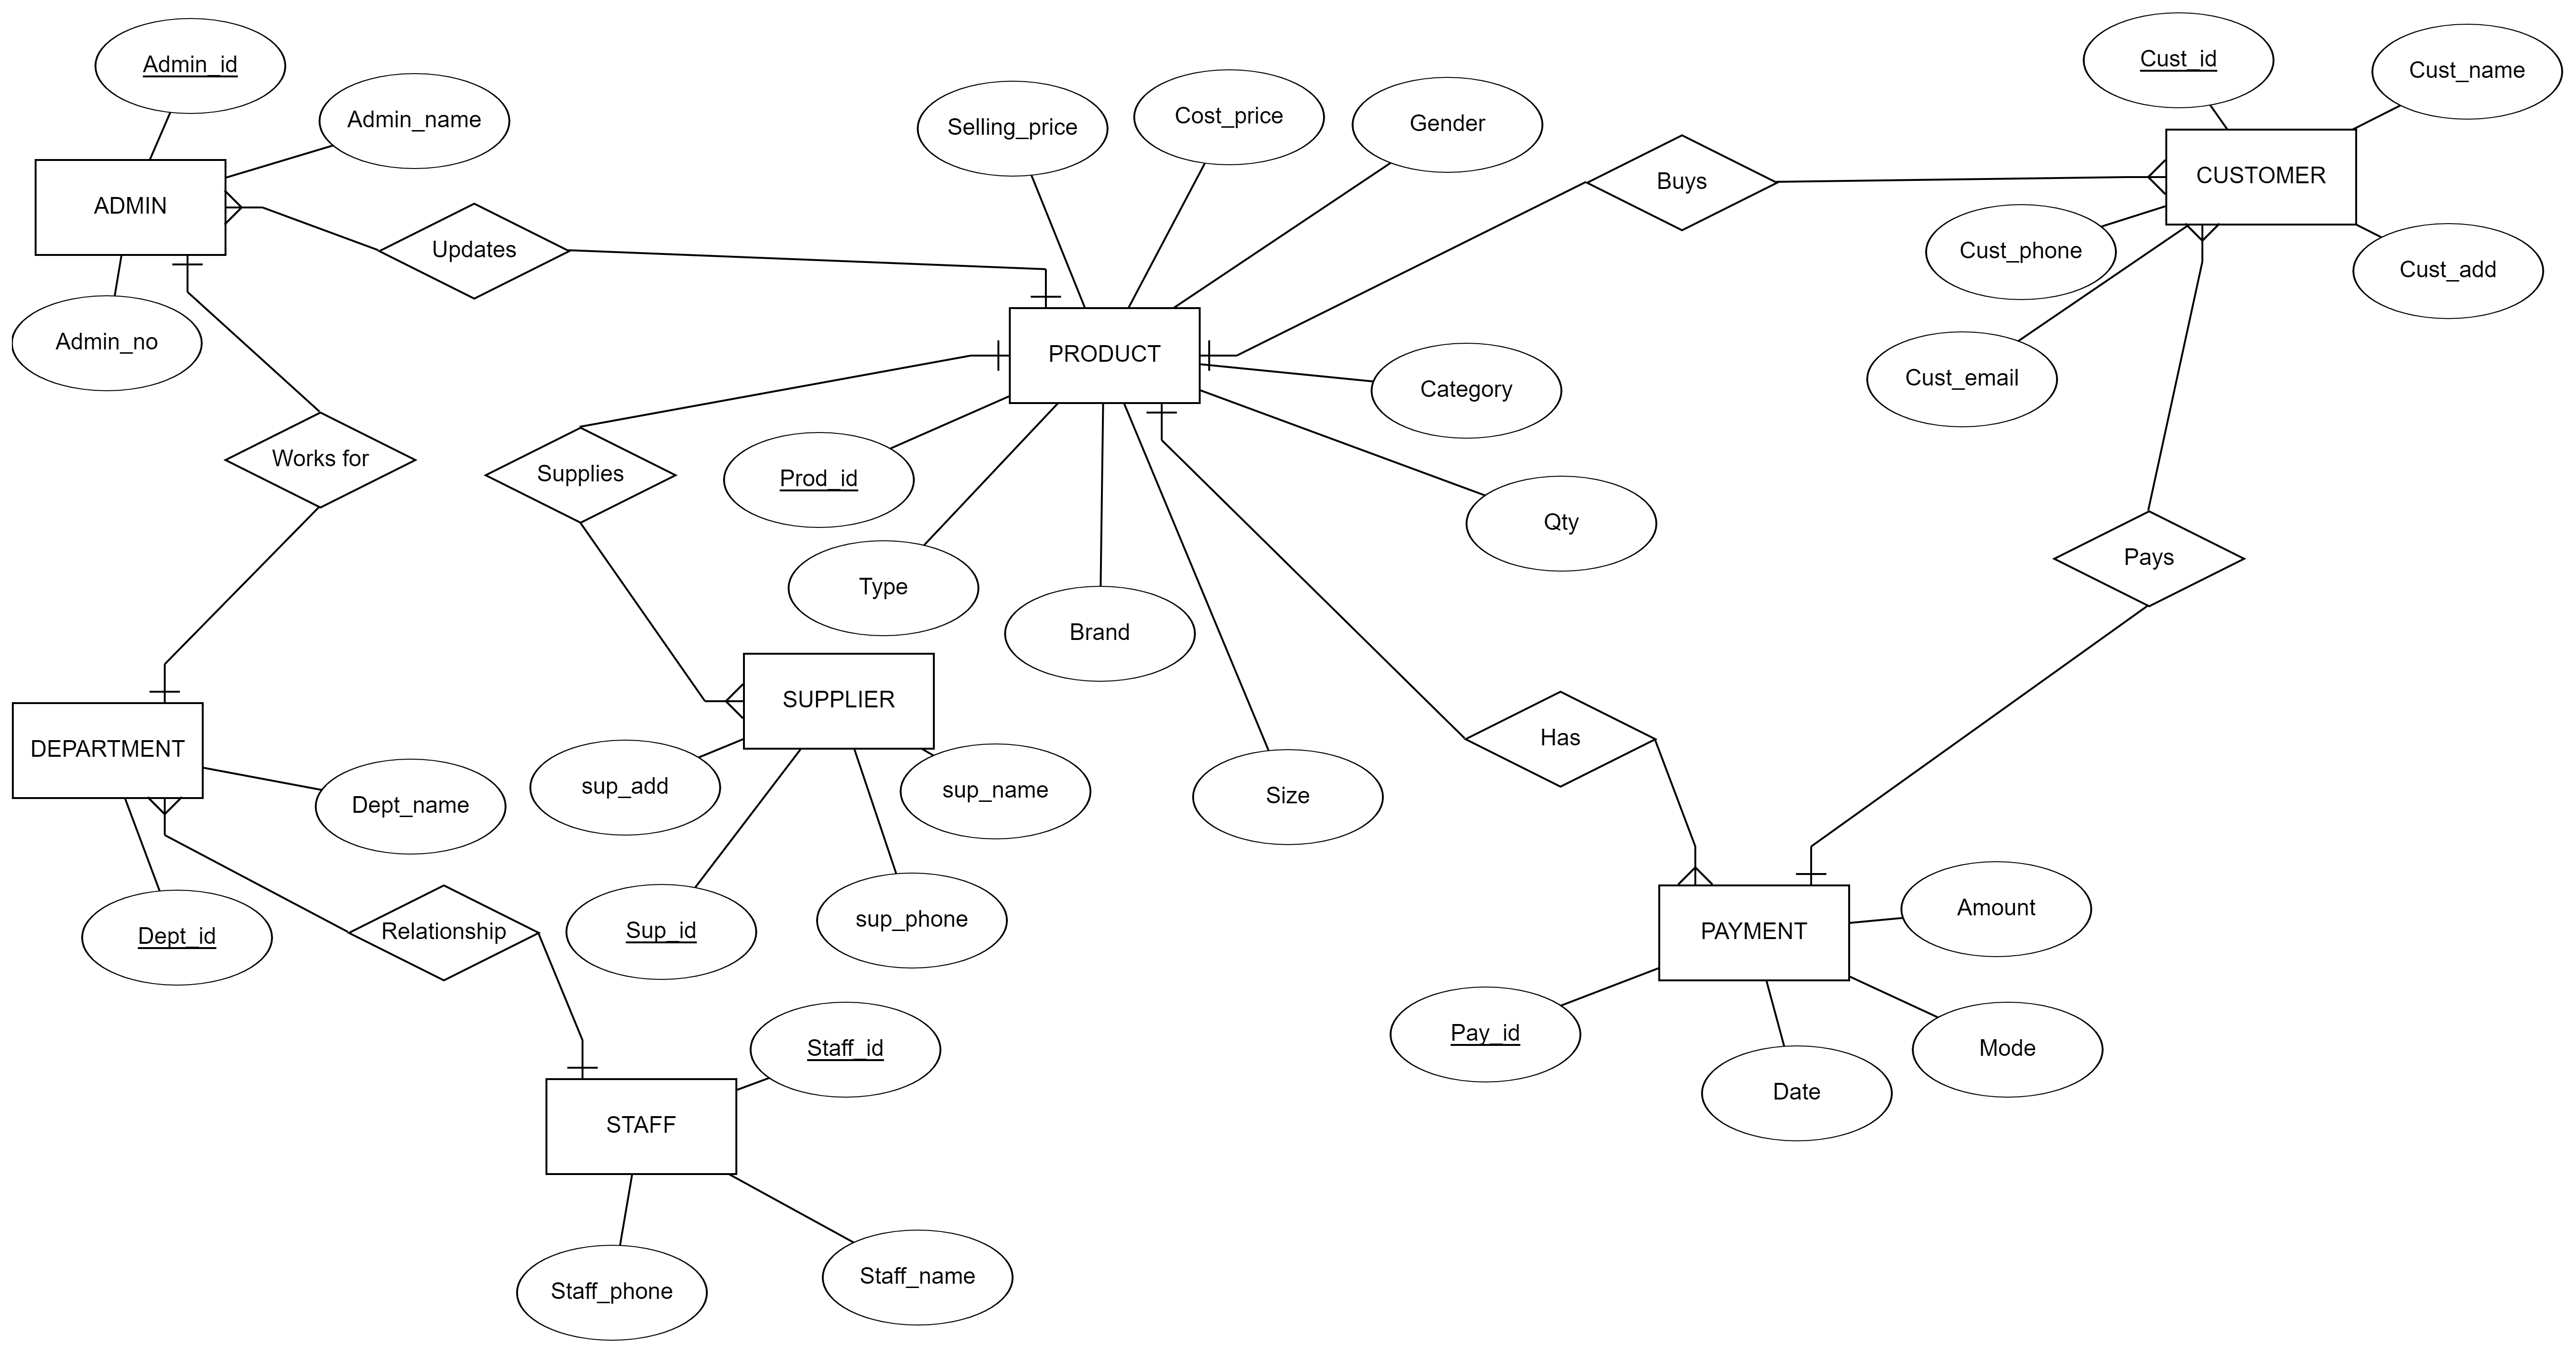 Admin_id
Admin_name
ADMIN
Admin_no
Updates
Works for
Selling_price
Cost_price
Gender
PRODUCT
Category
Qty
Prod_id
Type
Brand
Size
Buys
Cust_id
Cust_name
CUSTOMER
Cust_phone
Cust_add
Cust_email
Pays
Supplies
SUPPLIER
sup_add
sup_name
Sup_id
sup_phone
Has
DEPARTMENT
Dept_name
Dept_id
Relationship
PAYMENT
Amount
Pay_id
Mode
Date
Staff_id
STAFF
Staff_phone
Staff_name